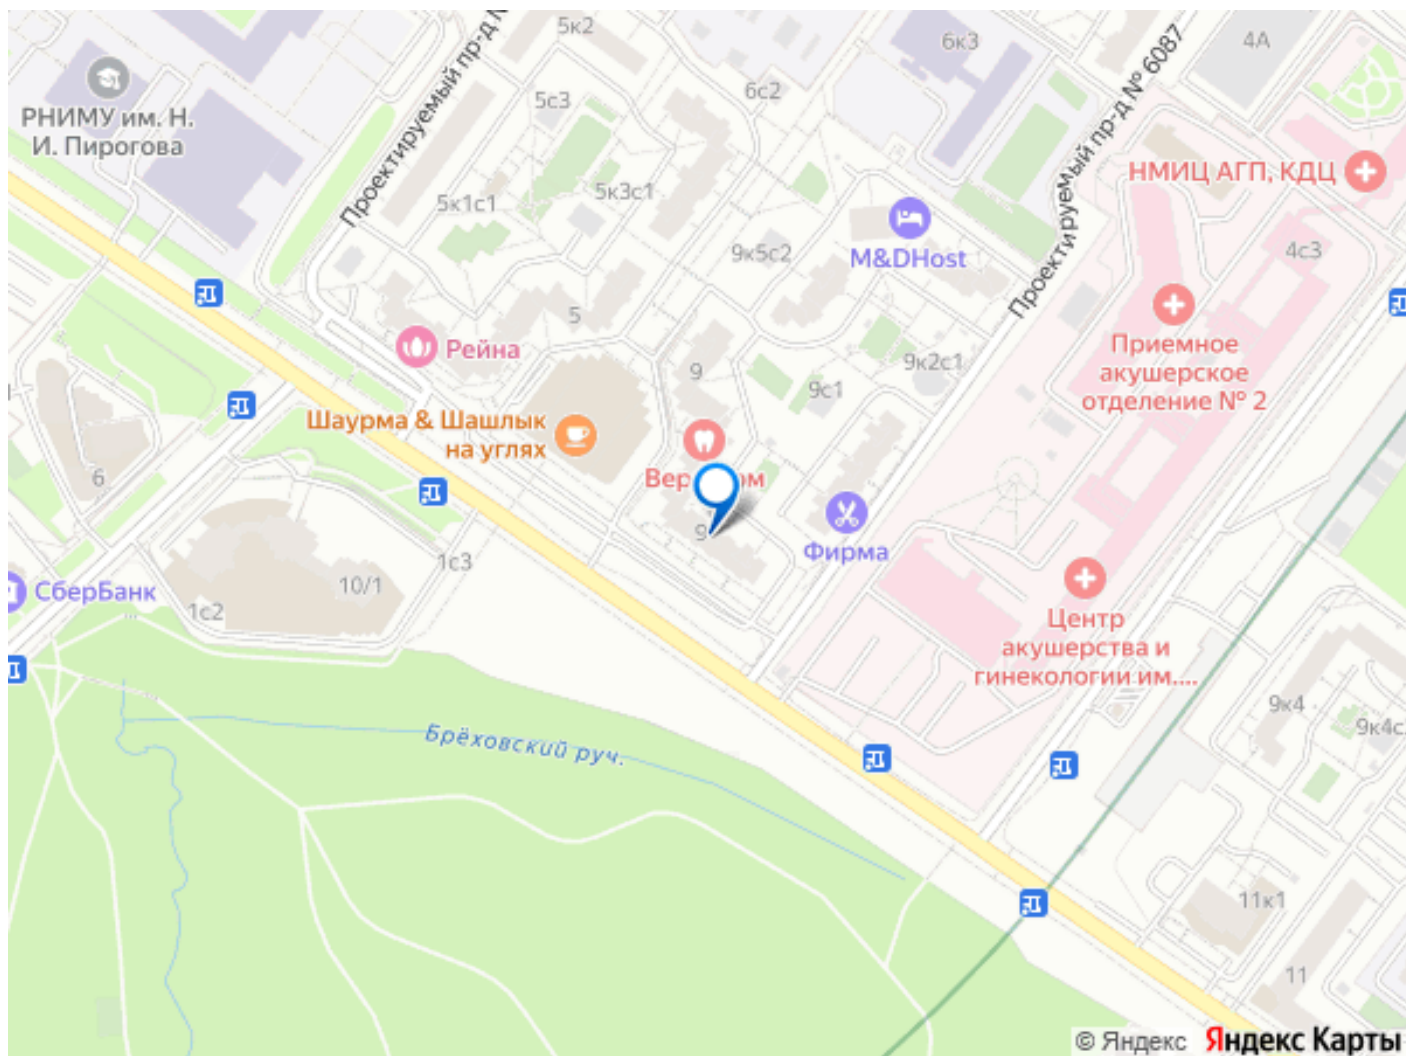 5к2
Проектируемый пр-д №
6к3
Проектируемый пр-д № 6087
4А
РНИМУ им. Н.
И. Пирогова
5с3
6с2
НМИЦ АГП, КДЦ
5к3с1
5к1с1
9к5с2
M&DHost
4с3
5
Рейна
9
9с1
9к2с1
Приемное
акушерское
отделение № 2
Шаурма & Шашлык
на углях
6
9
Фирма
1с3
10/1
1с2
СберБанк
Центр
акушерства и
гинекологии им....
9к4
9к4с
Брёховский руч.
11к1
11
© Яндекс Яндекс Карты